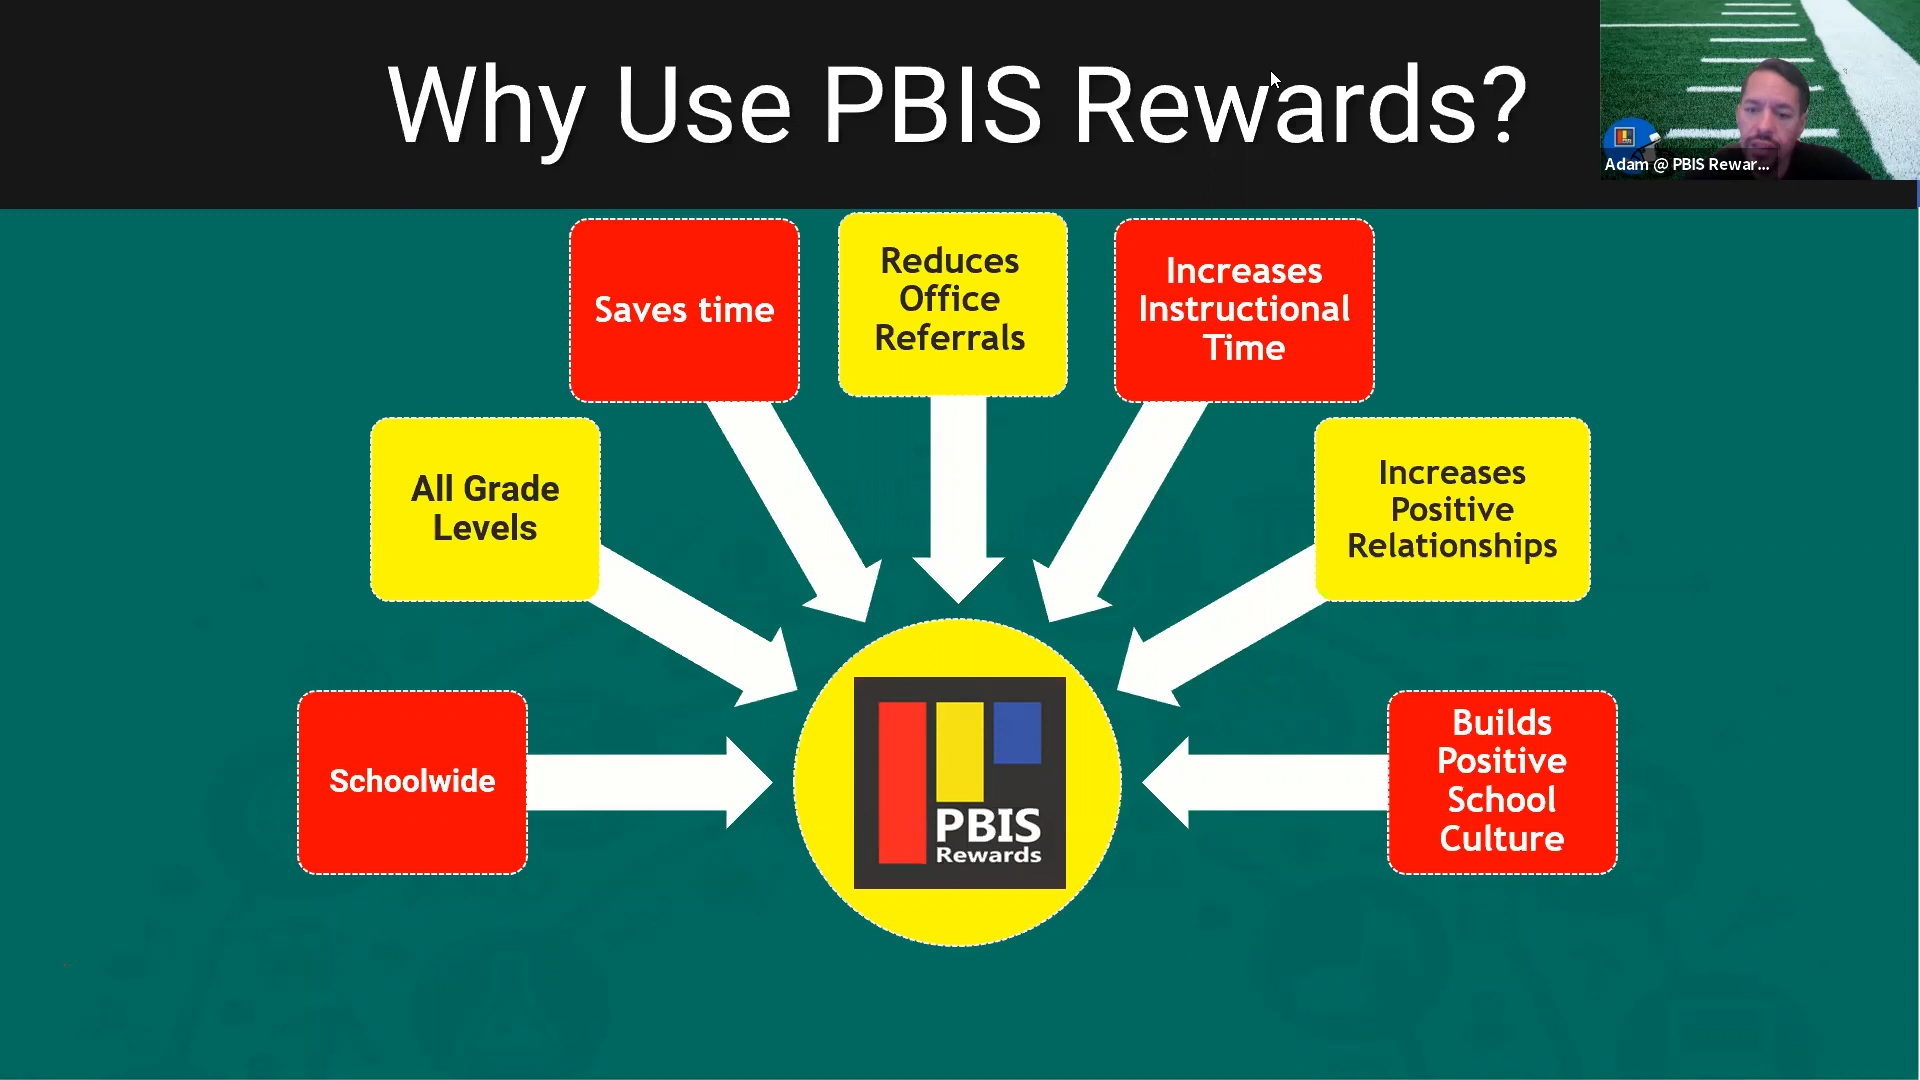 Why Use PBIS Rewards?
Adam @ PBIS Rewar...
Saves time
Reduces
Office
Referrals
Increases
Instructional
Time
All Grade
Levels
Increases
Positive
Relationships
Schoolwide
PBIS
Rewards
Builds
Positive
School
Culture